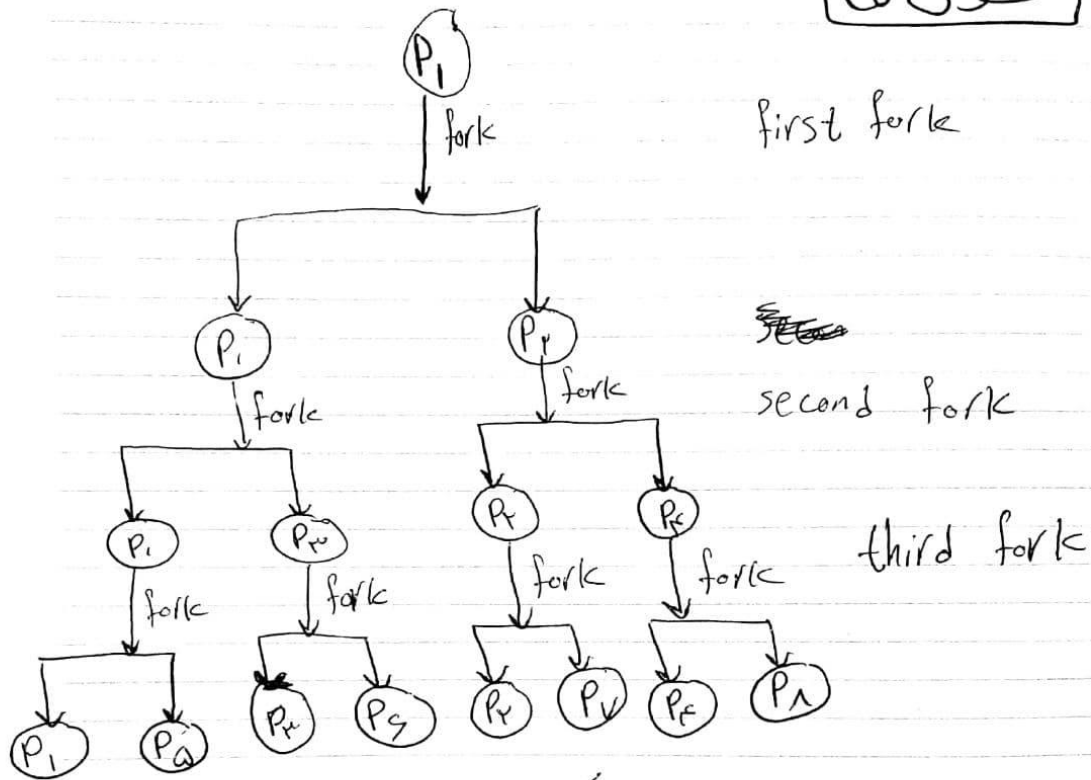 P۱
fork
first fork
P۱ P۲
fork fork
second fork
P۱ P۳ P۲ P۴
third fork
fork fork fork fork
P۱ P۵ P۳ P۶ P۲ P۷ P۴ P۸